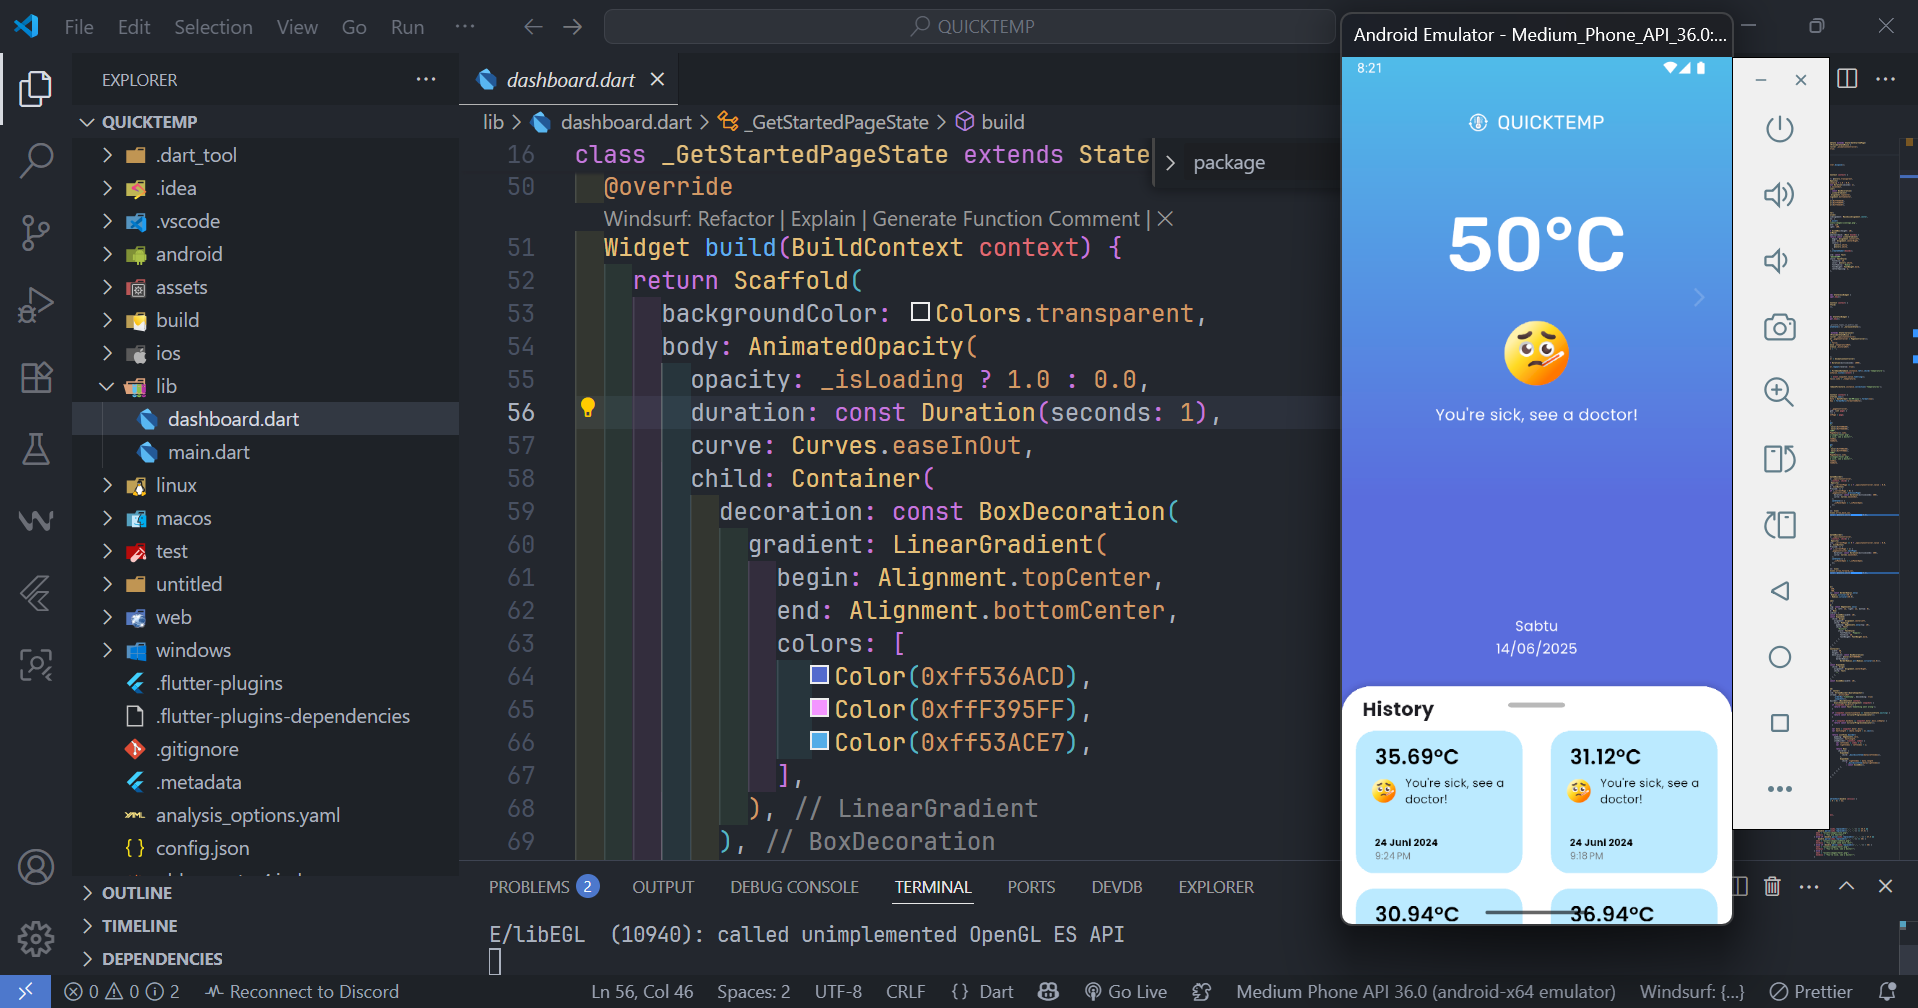 File Edit Selection View Go Run ···
QUICKTEMP
EXPLORER
QUICKTEMP
.dart_tool
.idea
.vscode
android
assets
build
ios
lib
dashboard.dart
main.dart
linux
macos
test
untitled
web
windows
.flutter-plugins
.flutter-plugins-dependencies
.gitignore
.metadata
analysis_options.yaml
config.json
OUTLINE
TIMELINE
DEPENDENCIES
dashboard.dart
lib > dashboard.dart > _GetStartedPageState > build
16 class _GetStartedPageState extends State
50 @override
Windsurf: Refactor | Explain | Generate Function Comment |
51 Widget build(BuildContext context) {
52 return Scaffold(
53 backgroundColor: Colors.transparent,
54 body: AnimatedOpacity(
55 opacity: _isLoading ? 1.0 : 0.0,
56 duration: const Duration(seconds: 1),
57 curve: Curves.easeInOut,
58 child: Container(
59 decoration: const BoxDecoration(
60 gradient: LinearGradient(
61 begin: Alignment.topCenter,
62 end: Alignment.bottomCenter,
63 colors: [
64 Color(0xff536ACD),
65 Color(0xffF395FF),
66 Color(0xff53ACE7),
67 ],
68 ), // LinearGradient
69 ), // BoxDecoration
package
PROBLEMS 2 OUTPUT DEBUG CONSOLE TERMINAL PORTS DEVDB EXPLORER
E/libEGL (10940): called unimplemented OpenGL ES API
Android Emulator - Medium_Phone_API_36.0:...
8:21
QUICKTEMP
50°C
You're sick, see a doctor!
Sabtu
14/06/2025
History
35.69°C
You're sick, see a
doctor!
24 Juni 2024
9:24 PM
31.12°C
You're sick, see a
doctor!
24 Juni 2024
9:18 PM
30.94°C
36.94°C
0 0 2 Reconnect to Discord Ln 56, Col 46 Spaces: 2 UTF-8 CRLF {} Dart Go Live Medium Phone API 36.0 (android-x64 emulator) Windsurf: {...} Prettier